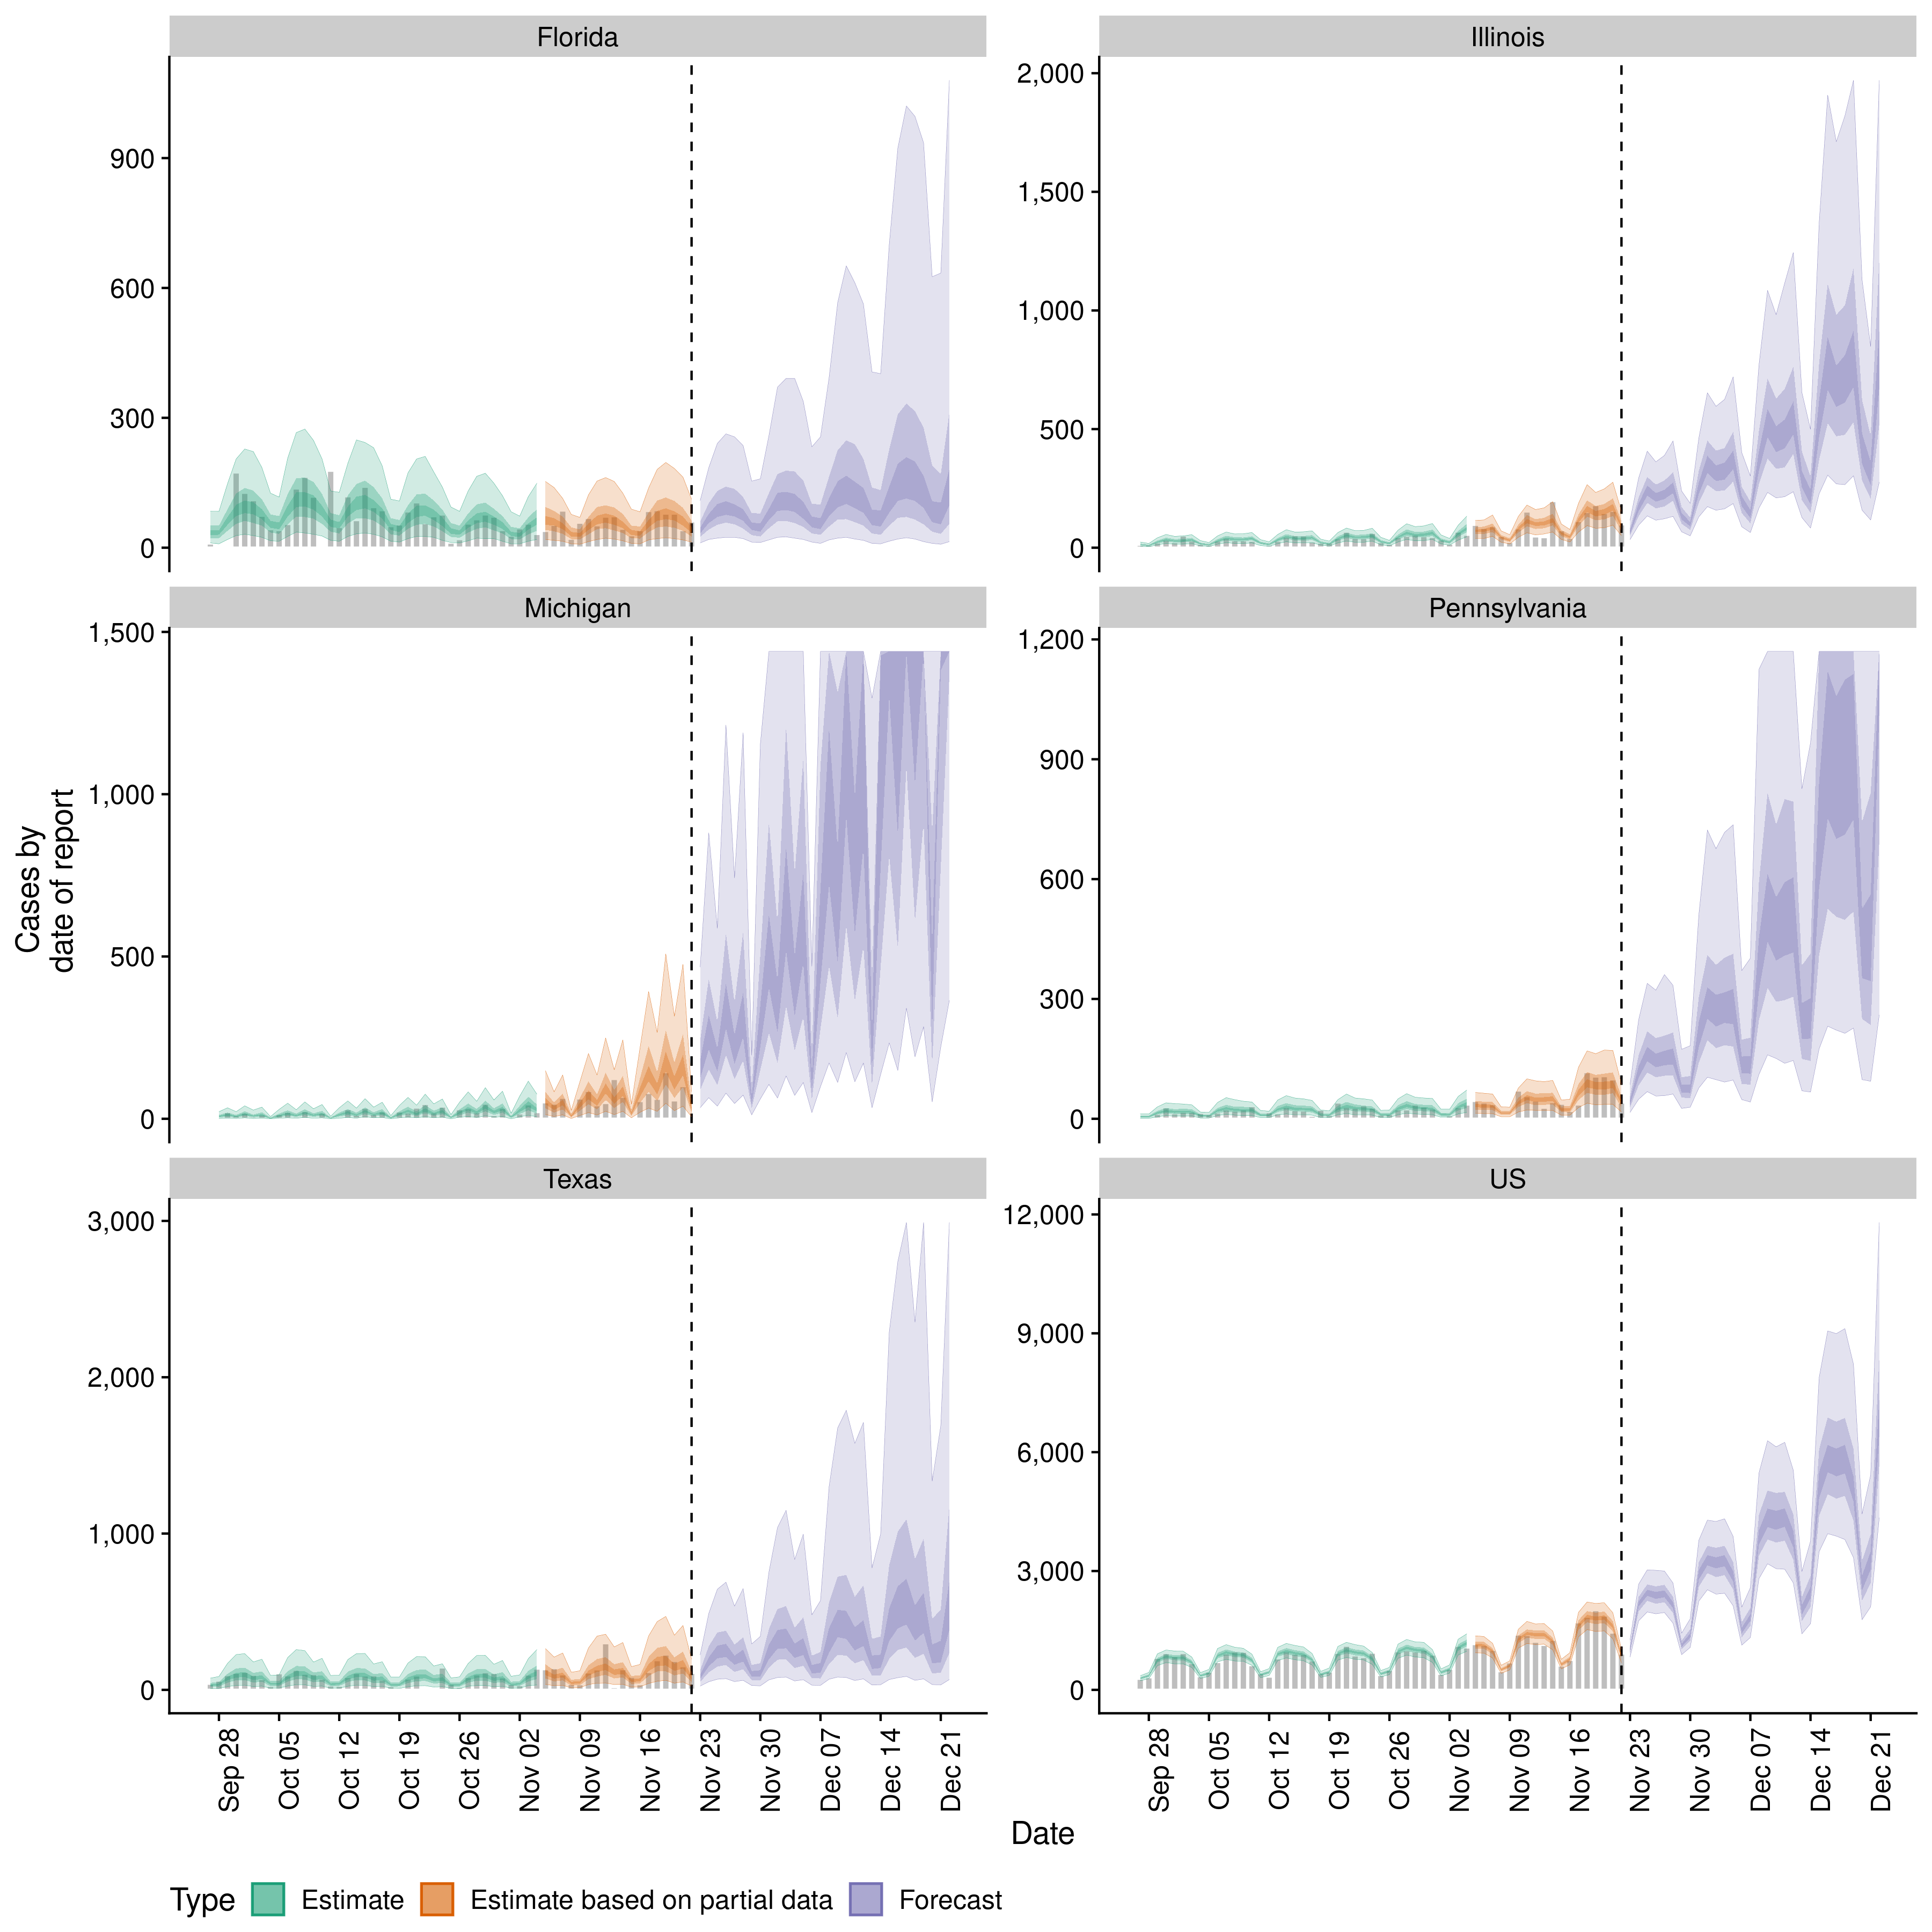 Florida
Illinois
900
600
300
0
2,000
1,500
1,000
500
0
Michigan
Pennsylvania
1,500
1,000
500
0
1,200
900
600
300
0
Texas
US
3,000
2,000
1,000
0
12,000
9,000
6,000
3,000
0
Cases by
date of report
Sep 28
Oct 05
Oct 12
Oct 19
Oct 26
Nov 02
Nov 09
Nov 16
Nov 23
Nov 30
Dec 07
Dec 14
Dec 21
Sep 28
Oct 05
Oct 12
Oct 19
Oct 26
Nov 02
Nov 09
Nov 16
Nov 23
Nov 30
Dec 07
Dec 14
Dec 21
Date
Type Estimate Estimate based on partial data Forecast